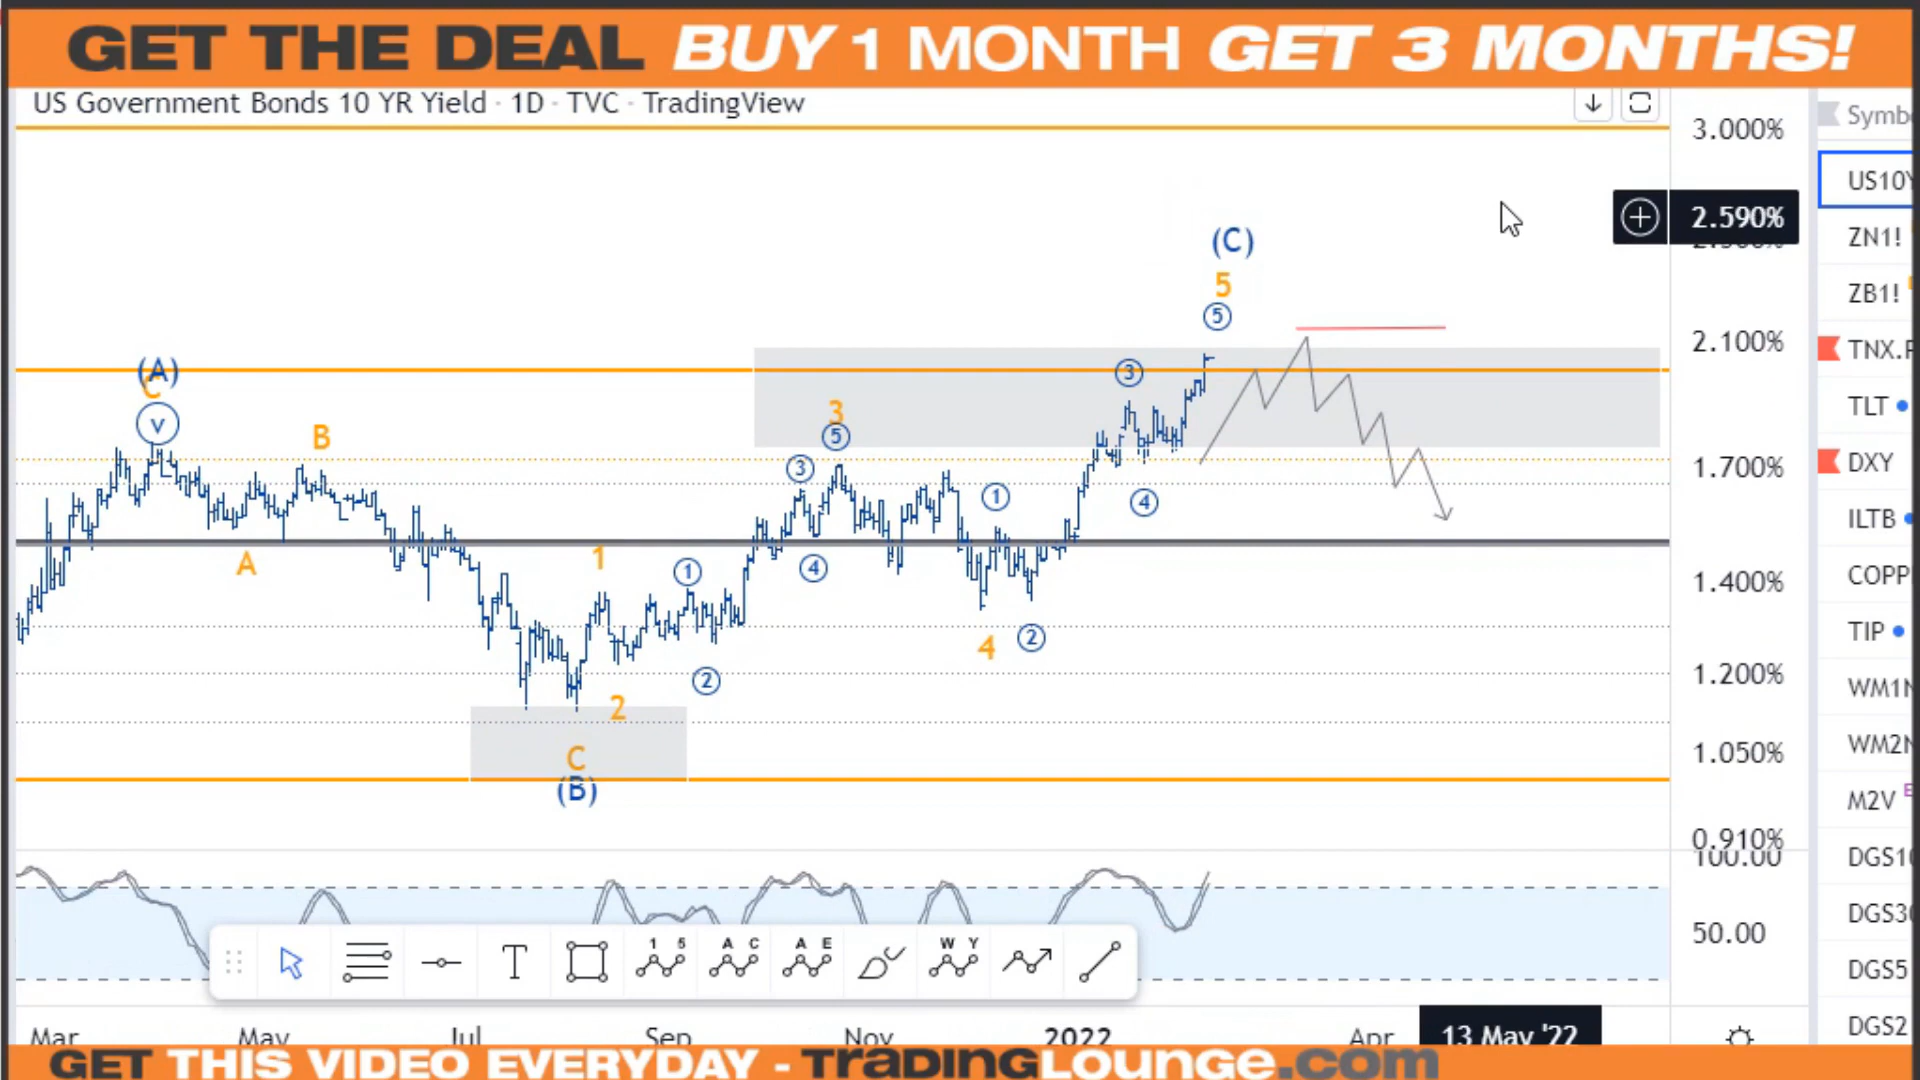 GET THE DEAL BUY 1 MONTH GET 3 MONTHS!
US Government Bonds 10 YR Yield · 1D · TVC · TradingView
3.000%
Symb
US10Y
2.590%
(C)
ZN1!
5
ZB1!
5
2.100%
TNX.P
(A)
C
3
TLT
v
3
5
B
DXY
3
1.700%
1
4
ILTB
A
1
1
4
COPP
1.400%
4
2
TIP
2
1.200%
WM1N
2
C
1.050%
WM2N
(B)
M2V E
0.910%
100.00
DGS10
DGS30
50.00
T
1 5
A C
A E
W Y
DGS5
Mar
May
Jul
Sep
Nov
2022
Apr
13 May '22
DGS2
GET THIS VIDEO EVERYDAY - TradingLounge.com